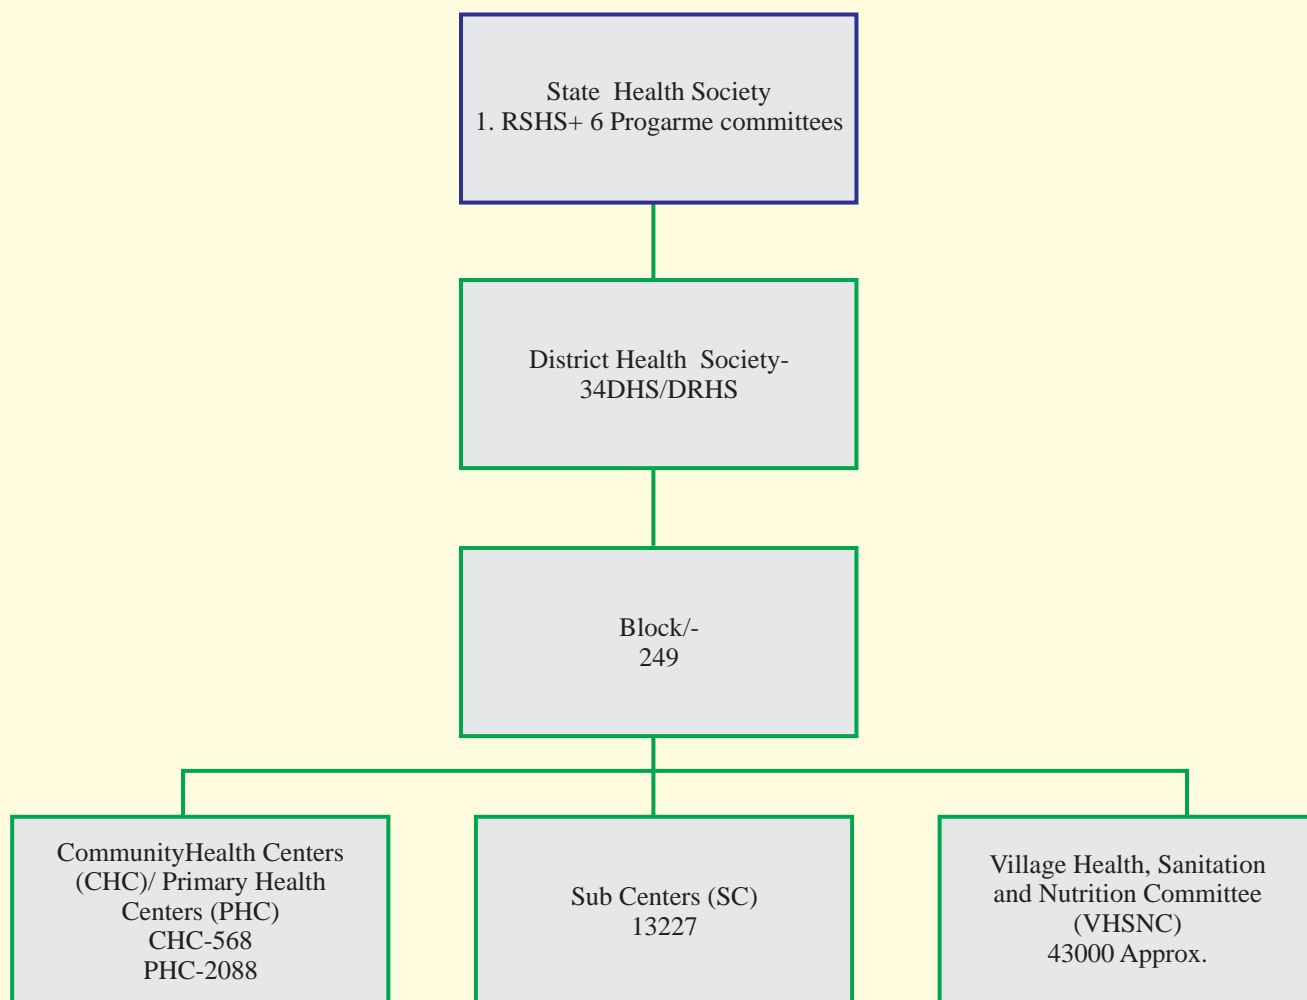 State Health Society
1. RSHS+ 6 Progarme committees
District Health Society-
34DHS/DRHS
Block/-
249
CommunityHealth Centers
(CHC)/ Primary Health
Centers (PHC)
CHC-568
PHC-2088
Sub Centers (SC)
13227
Village Health, Sanitation
and Nutrition Committee
(VHSNC)
43000 Approx.